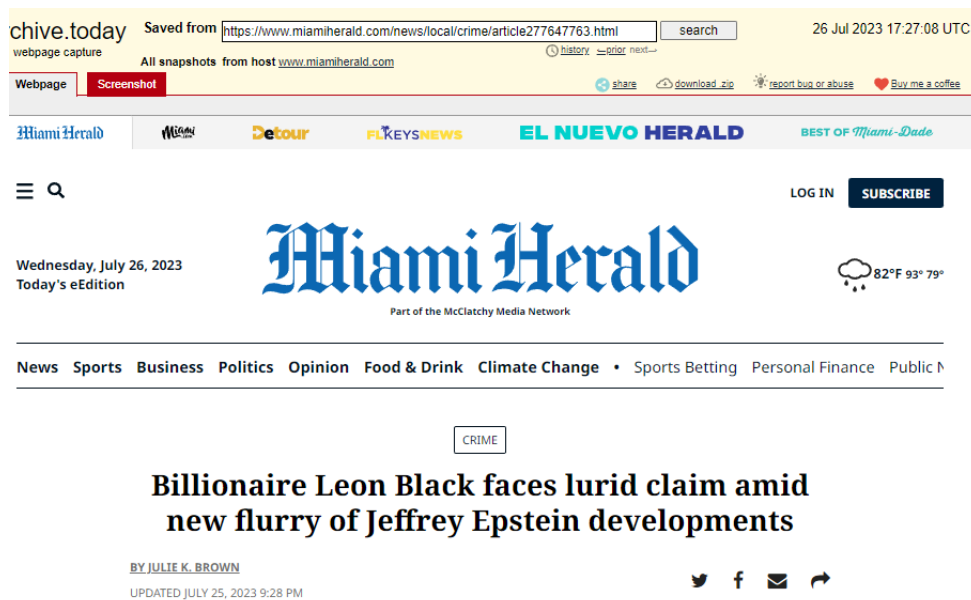 chive.today
webpage capture
Saved from https://www.miamiherald.com/news/local/crime/article277647763.html search
26 Jul 2023 17:27:08 UTC
history ←prior next→
All snapshots from host www.miamiherald.com
Webpage Screenshot
share download .zip report bug or abuse Buy me a coffee
Miami Herald Miami.com Detour FLKEYSNEWS EL NUEVO HERALD BEST OF Miami-Dade
LOG IN SUBSCRIBE
Wednesday, July 26, 2023
Today's eEdition
Miami Herald
Part of the McClatchy Media Network
82°F 93° 79°
News Sports Business Politics Opinion Food & Drink Climate Change • Sports Betting Personal Finance Public N
CRIME
Billionaire Leon Black faces lurid claim amid
new flurry of Jeffrey Epstein developments
BY JULIE K. BROWN
UPDATED JULY 25, 2023 9:28 PM